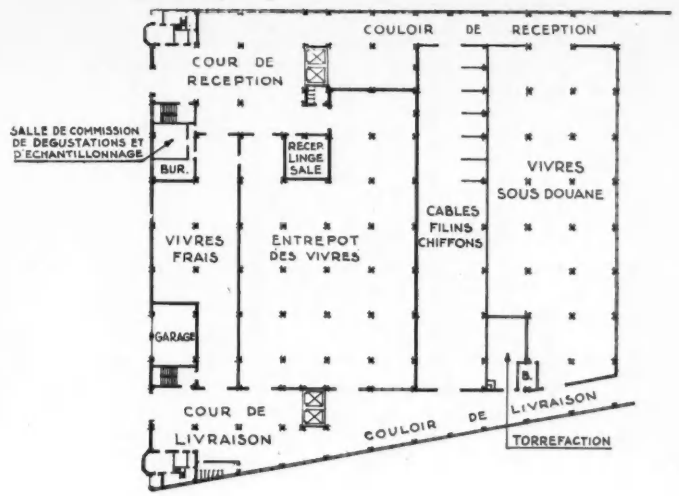 COULOIR DE RECEPTION
COUR DE
RECEPTION
SALLE DE COMMISSION
DE DEGUSTATIONS ET
D'ECHANTILLONNAGE
BUR.
RECEP.
LINGE
SALE
VIVRES
SOUS DOUANE
CABLES
FILINS
CHIFFONS
VIVRES
FRAIS
ENTREPOT
DES VIVRES
GARAGE
B.
COUR DE
LIVRAISON
COULOIR DE LIVRAISON
TORREFACTION